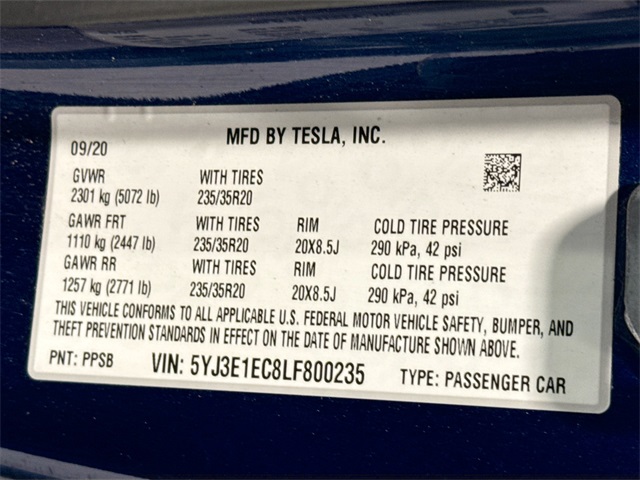 MFD BY TESLA, INC.
09/20
GVWR WITH TIRES
2301 kg (5072 lb) 235/35R20
GAWR FRT WITH TIRES RIM COLD TIRE PRESSURE
1110 kg (2447 lb) 235/35R20 20X8.5J 290 kPa, 42 psi
GAWR RR WITH TIRES RIM COLD TIRE PRESSURE
1257 kg (2771 lb) 235/35R20 20X8.5J 290 kPa, 42 psi
THIS VEHICLE CONFORMS TO ALL APPLICABLE U.S. FEDERAL MOTOR VEHICLE SAFETY, BUMPER, AND
THEFT PREVENTION STANDARDS IN EFFECT ON THE DATE OF MANUFACTURE SHOWN ABOVE.
PNT: PPSB VIN: 5YJ3E1EC8LF800235 TYPE: PASSENGER CAR